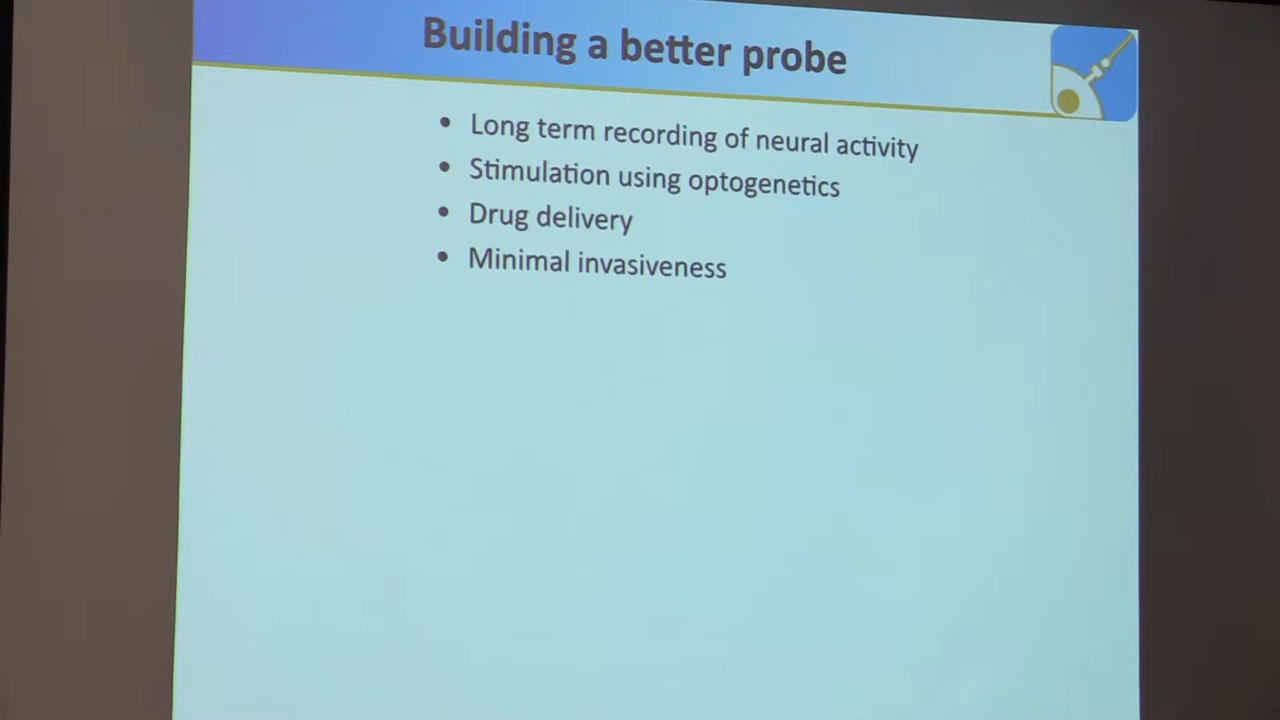 Building a better probe
• Long term recording of neural activity
• Stimulation using optogenetics
• Drug delivery
• Minimal invasiveness